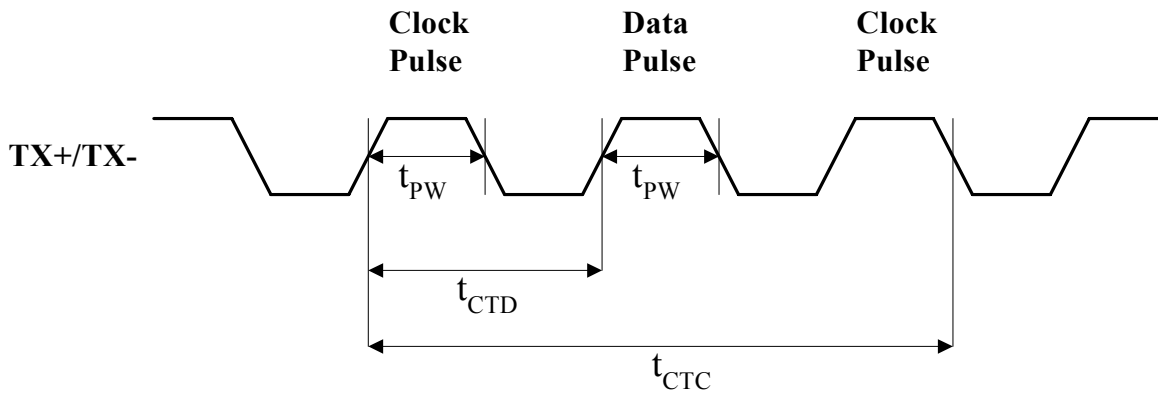 Clock Pulse
Data Pulse
Clock Pulse
TX+/TX-
tPW
tPW
tCTD
tCTC